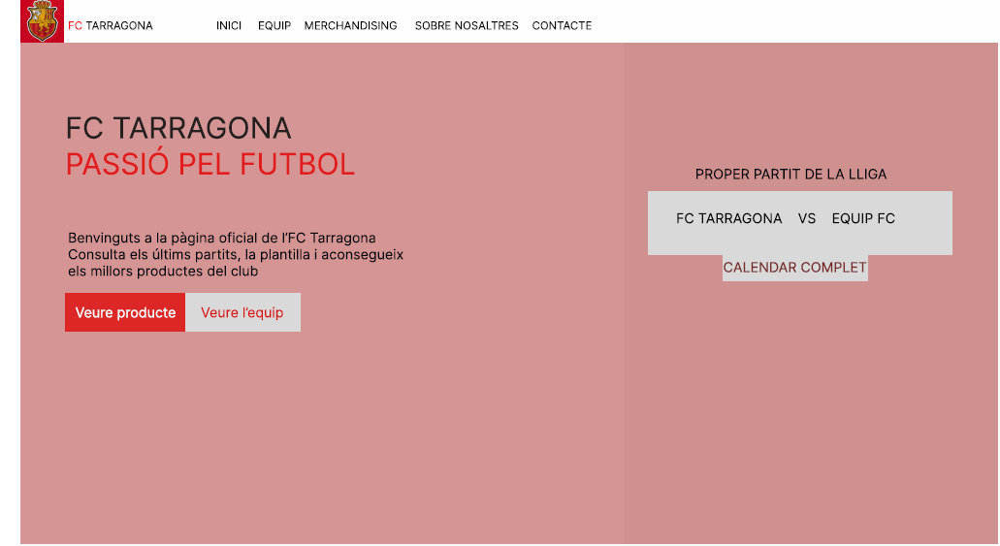 FC TARRAGONA
INICI EQUIP MERCHANDISING SOBRE NOSALTRES CONTACTE
FC TARRAGONA
PASSIÓ PEL FUTBOL
Benvinguts a la pàgina oficial de l’FC Tarragona
Consulta els últims partits, la plantilla i aconsegueix
els millors productes del club
Veure producte
Veure l’equip
PROPER PARTIT DE LA LLIGA
FC TARRAGONA VS EQUIP FC
CALENDAR COMPLET